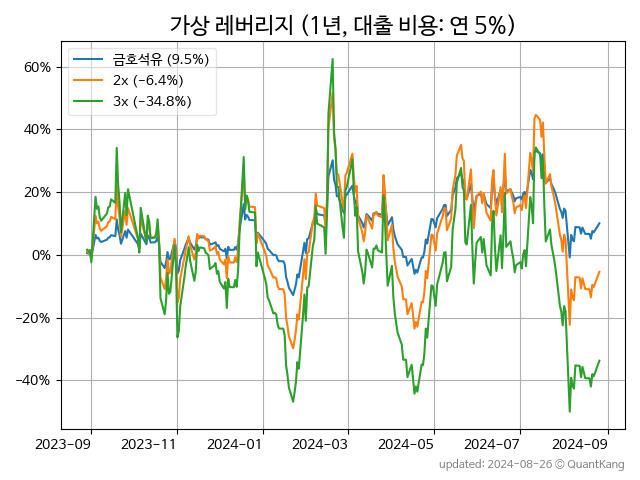 가상 레버리지 (1년, 대출 비용: 연 5%)
금호석유 (9.5%)
2x (−6.4%)
3x (−34.8%)
60%
40%
20%
0%
−20%
−40%
2023-09
2023-11
2024-01
2024-03
2024-05
2024-07
2024-09
updated: 2024-08-26 © QuantKang